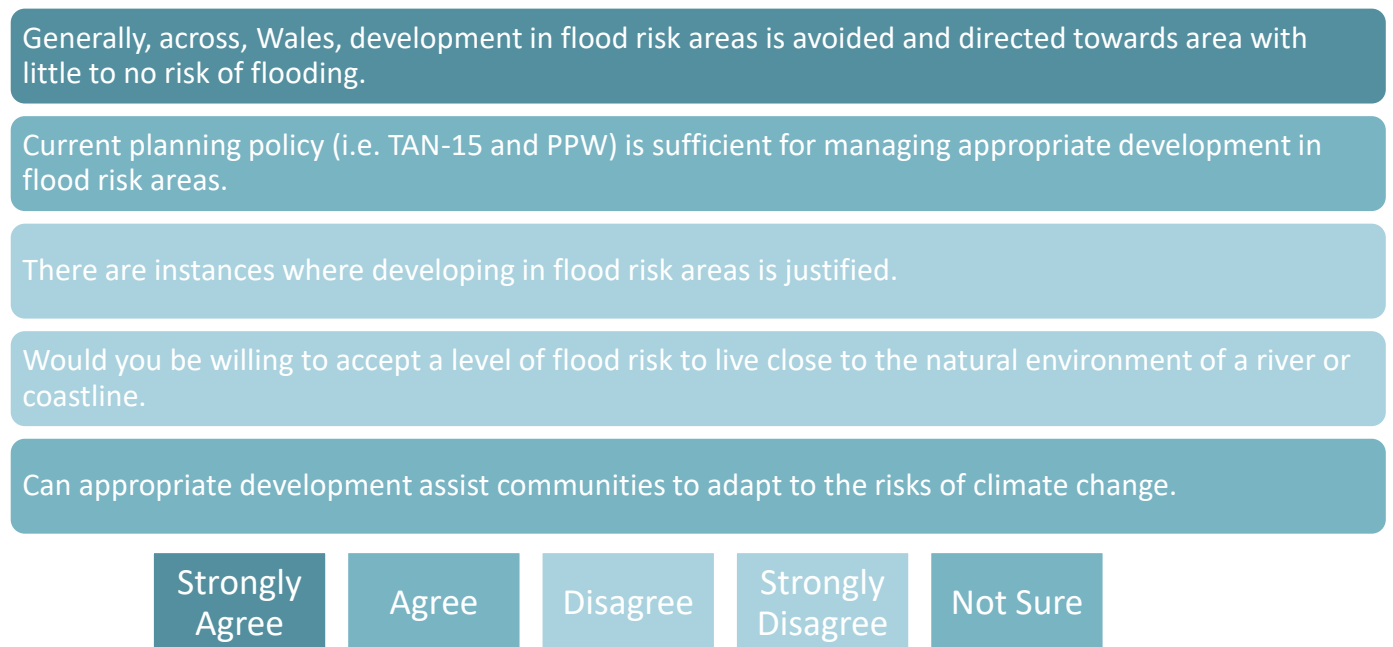 Generally, across, Wales, development in flood risk areas is avoided and directed towards area with
little to no risk of flooding.
Current planning policy (i.e. TAN-15 and PPW) is sufficient for managing appropriate development in
flood risk areas.
There are instances where developing in flood risk areas is justified.
Would you be willing to accept a level of flood risk to live close to the natural environment of a river or
coastline.
Can appropriate development assist communities to adapt to the risks of climate change.
Strongly
Agree
Agree
Disagree
Strongly
Disagree
Not Sure